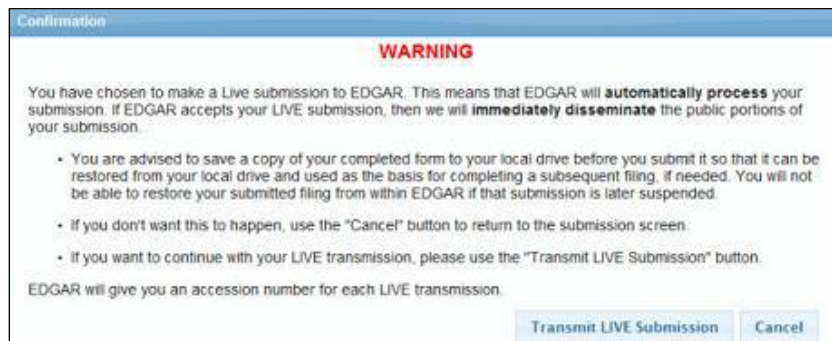 Confirmation
WARNING
You have chosen to make a Live submission to EDGAR. This means that EDGAR will automatically process your
submission. If EDGAR accepts your LIVE submission, then we will immediately disseminate the public portions of
your submission.
• You are advised to save a copy of your completed form to your local drive before you submit it so that it can be
restored from your local drive and used as the basis for completing a subsequent filing, if needed. You will not
be able to restore your submitted filing from within EDGAR if that submission is later suspended.
• If you don't want this to happen, use the "Cancel" button to return to the submission screen.
• If you want to continue with your LIVE transmission, please use the "Transmit LIVE Submission" button.
EDGAR will give you an accession number for each LIVE transmission.
Transmit LIVE Submission Cancel